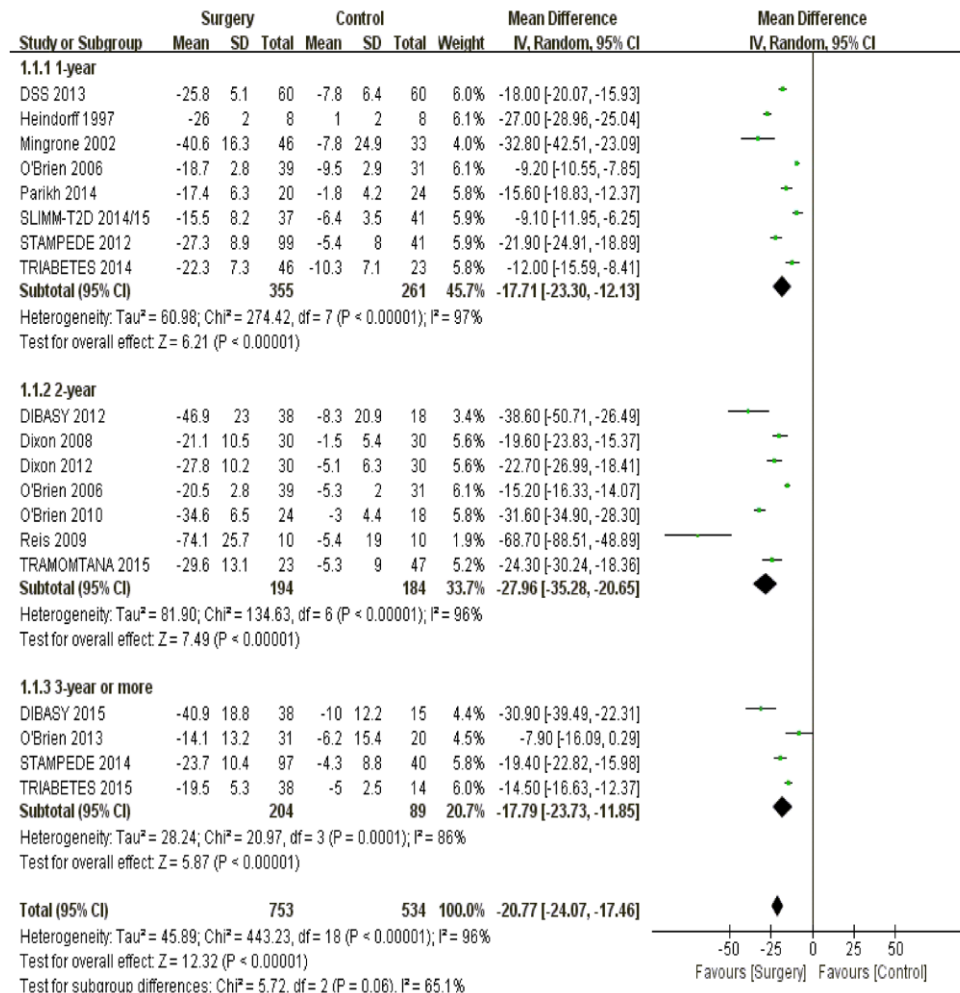 Surgery Control Mean Difference Mean Difference
Study or Subgroup Mean SD Total Mean SD Total Weight IV, Random, 95% CI IV, Random, 95% CI
1.1.1 1-year
DSS 2013 -25.8 5.1 60 -7.8 6.4 60 6.0% -18.00 [-20.07, -15.93]
Heindorff 1997 -26 2 8 1 2 8 6.1% -27.00 [-28.96, -25.04]
Mingrone 2002 -40.6 16.3 46 -7.8 24.9 33 4.0% -32.80 [-42.51, -23.09]
O'Brien 2006 -18.7 2.8 39 -9.5 2.9 31 6.1% -9.20 [-10.55, -7.85]
Parikh 2014 -17.4 6.3 20 -1.8 4.2 24 5.9% -15.60 [-18.83, -12.37]
SLIMM-T2D 2014/15 -15.5 8.2 37 -6.4 3.5 41 5.9% -9.10 [-11.95, -6.25]
STAMPEDE 2012 -27.3 8.9 99 -5.4 8 41 5.9% -21.90 [-24.91, -18.89]
TRIABETES 2014 -22.3 7.3 46 -10.3 7.1 23 5.8% -12.00 [-15.59, -8.41]
Subtotal (95% CI) 355 261 45.7% -17.71 [-23.30, -12.13]
Heterogeneity: Tau² = 60.98; Chi² = 274.42, df = 7 (P < 0.00001); I² = 97%
Test for overall effect: Z = 6.21 (P < 0.00001)
1.1.2 2-year
DIBASY 2012 -46.9 23 38 -8.3 20.9 18 3.4% -38.60 [-50.71, -26.49]
Dixon 2008 -21.1 10.5 30 -1.5 5.4 30 5.6% -19.60 [-23.83, -15.37]
Dixon 2012 -27.8 10.2 30 -5.1 6.3 30 5.6% -22.70 [-26.99, -18.41]
O'Brien 2006 -20.5 2.8 39 -5.3 2 31 6.1% -15.20 [-16.33, -14.07]
O'Brien 2010 -34.6 6.5 24 -3 4.4 18 5.8% -31.60 [-34.90, -28.30]
Reis 2009 -74.1 25.7 10 -5.4 19 10 1.9% -68.70 [-88.51, -48.89]
TRAMOMTANA 2015 -29.6 13.1 23 -5.3 9 47 5.2% -24.30 [-30.24, -18.36]
Subtotal (95% CI) 194 184 33.7% -27.96 [-35.28, -20.65]
Heterogeneity: Tau² = 81.90; Chi² = 134.63, df = 6 (P < 0.00001); I² = 96%
Test for overall effect: Z = 7.49 (P < 0.00001)
1.1.3 3-year or more
DIBASY 2015 -40.9 18.8 38 -10 12.2 15 4.4% -30.90 [-39.49, -22.31]
O'Brien 2013 -14.1 13.2 31 -6.2 15.4 20 4.5% -7.90 [-16.09, 0.29]
STAMPEDE 2014 -23.7 10.4 97 -4.3 8.8 40 5.8% -19.40 [-22.82, -15.98]
TRIABETES 2015 -19.5 5.3 38 -5 2.5 14 6.0% -14.50 [-16.63, -12.37]
Subtotal (95% CI) 204 89 20.7% -17.79 [-23.73, -11.85]
Heterogeneity: Tau² = 28.24; Chi² = 20.97, df = 3 (P = 0.0001); I² = 86%
Test for overall effect: Z = 5.87 (P < 0.00001)
Total (95% CI) 753 534 100.0% -20.77 [-24.07, -17.46]
Heterogeneity: Tau² = 45.89; Chi² = 443.23, df = 18 (P < 0.00001); I² = 96%
Test for overall effect: Z = 12.32 (P < 0.00001)
Test for subgroup differences: Chi² = 5.72, df = 2 (P = 0.06), I² = 65.1%
-50 -25 0 25 50
Favours [Surgery] Favours [Control]